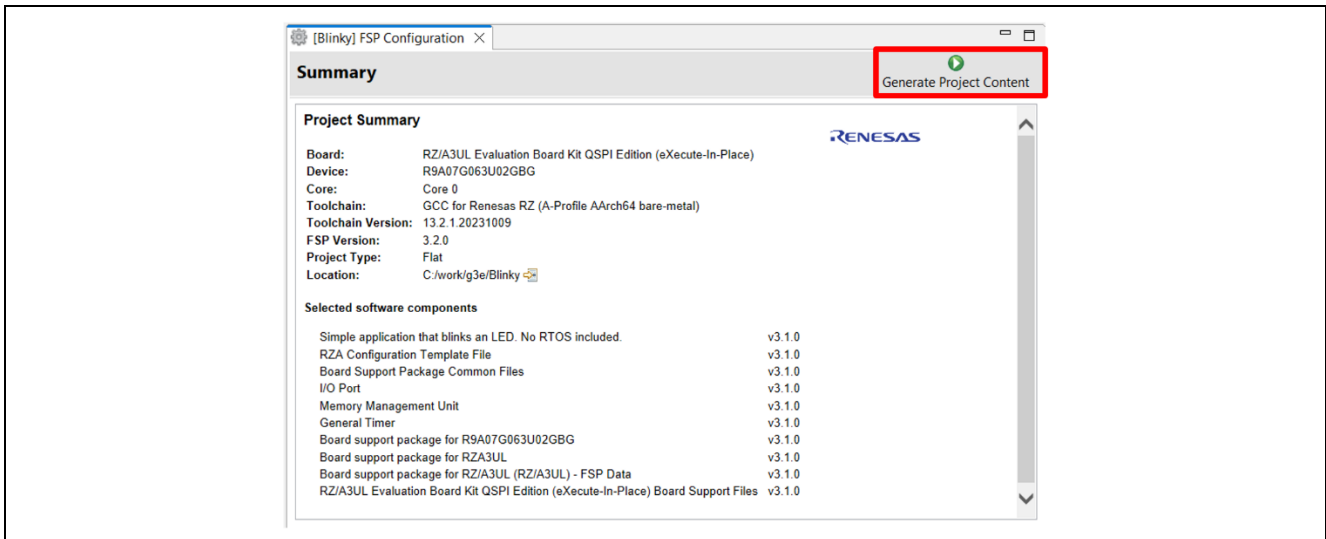 [Blinky] FSP Configuration
Summary
Generate Project Content
Project Summary
RENESAS
Board: RZ/A3UL Evaluation Board Kit QSPI Edition (eXecute-In-Place)
Device: R9A07G063U02GBG
Core: Core 0
Toolchain: GCC for Renesas RZ (A-Profile AArch64 bare-metal)
Toolchain Version: 13.2.1.20231009
FSP Version: 3.2.0
Project Type: Flat
Location: C:/work/g3e/Blinky
Selected software components
Simple application that blinks an LED. No RTOS included. v3.1.0
RZA Configuration Template File v3.1.0
Board Support Package Common Files v3.1.0
I/O Port v3.1.0
Memory Management Unit v3.1.0
General Timer v3.1.0
Board support package for R9A07G063U02GBG v3.1.0
Board support package for RZA3UL v3.1.0
Board support package for RZ/A3UL (RZ/A3UL) - FSP Data v3.1.0
RZ/A3UL Evaluation Board Kit QSPI Edition (eXecute-In-Place) Board Support Files v3.1.0